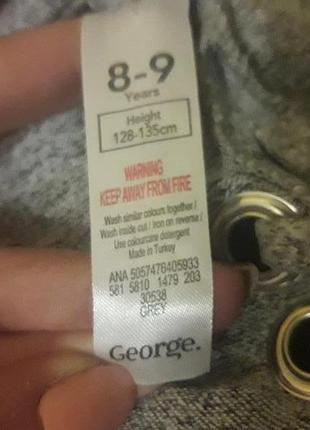 8-9
Years
Height
128-135cm
WARNING
KEEP AWAY FROM FIRE
Wash similar colours together /
Wash inside out / Iron on reverse /
Use colourcare detergent
Made in Turkey
ANA 5057476405933
581 5810 1479 203
30538
GREY
George.